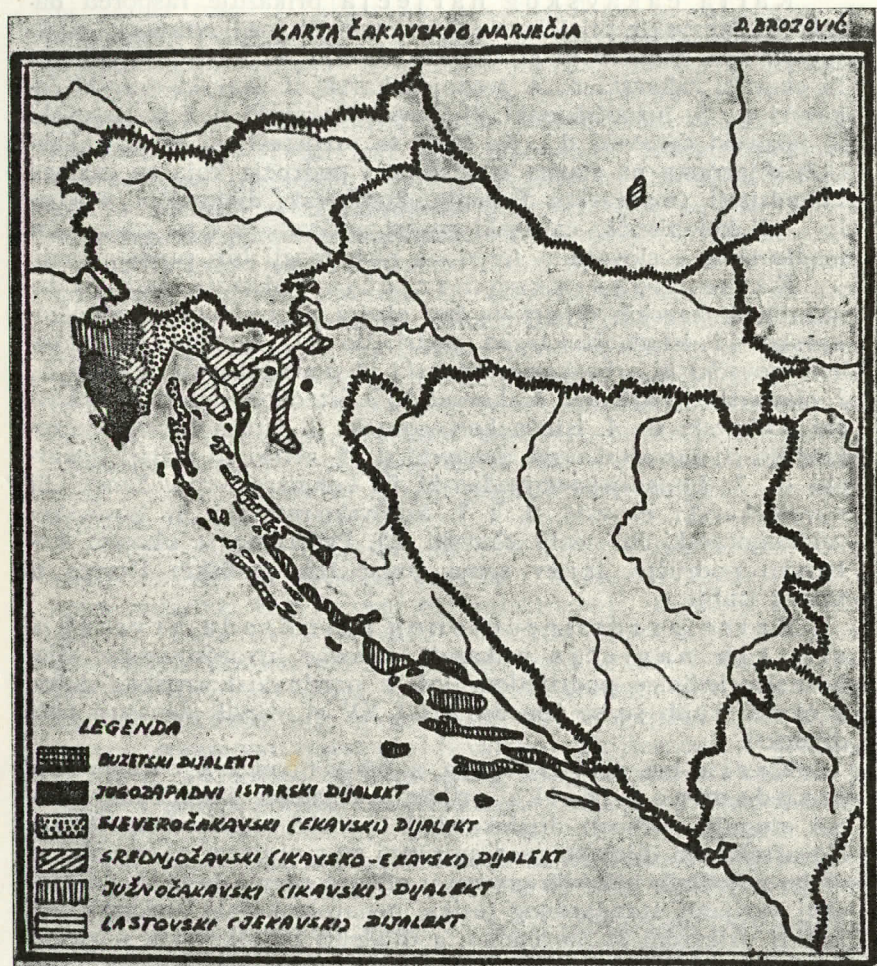 KARTA ČAKAVSKOG NARJEČJA
D. BROZOVIĆ
LEGENDA
BUZETSKI DIJALEKT
JUGOZAPADNI ISTARSKI DIJALEKT
SJEVEROČAKAVSKI (EKAVSKI) DIJALEKT
SREDNJOČAVSKI (IKAVSKO-EKAVSKI) DIJALEKT
JUŽNOČAKAVSKI (IKAVSKI) DIJALEKT
LASTOVSKI (JEKAVSKI) DIJALEKT